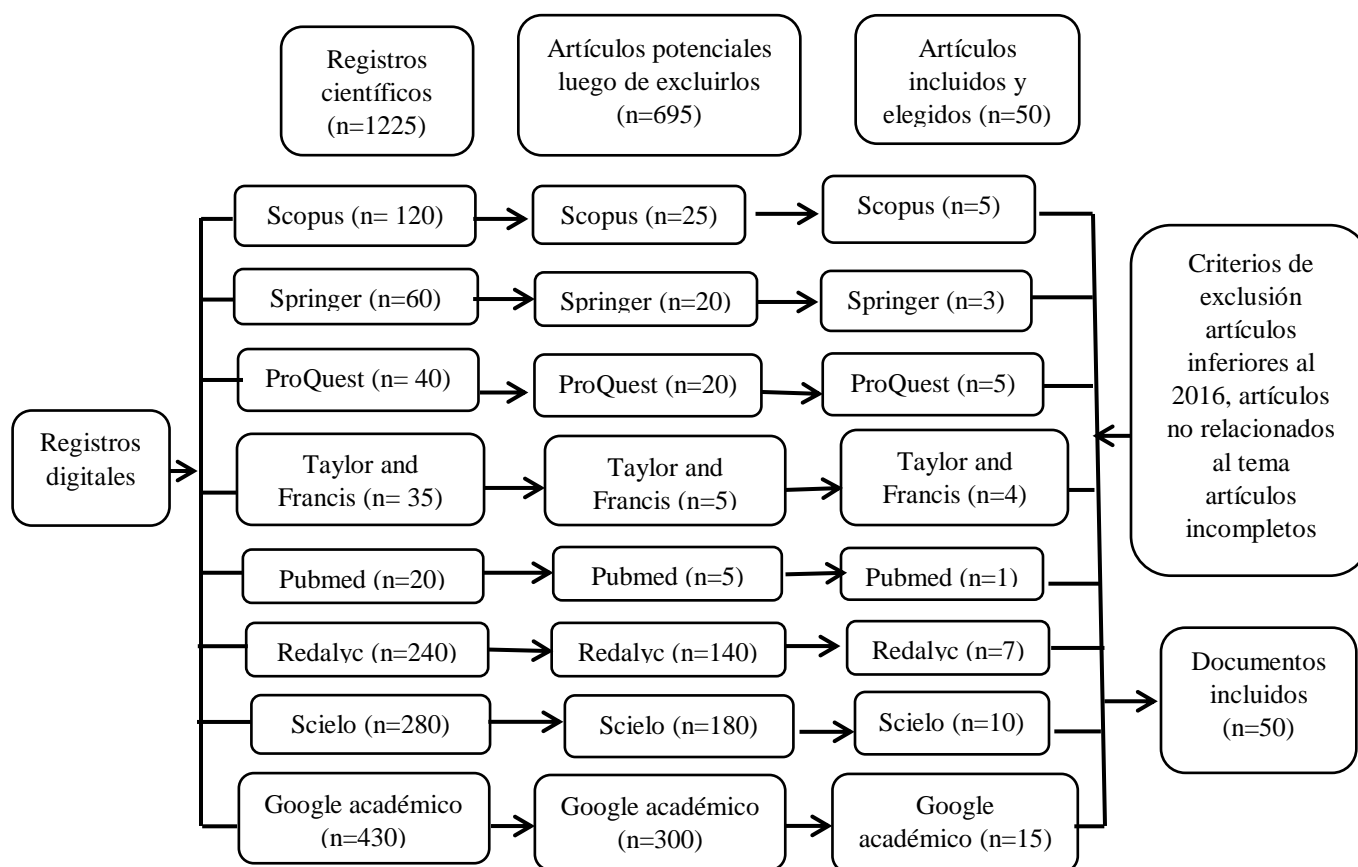 Registros
científicos
(n=1225)
Artículos potenciales
luego de excluirlos
(n=695)
Artículos
incluidos y
elegidos (n=50)
Registros
digitales
Scopus (n= 120)
Scopus (n=25)
Scopus (n=5)
Springer (n=60)
Springer (n=20)
Springer (n=3)
ProQuest (n= 40)
ProQuest (n=20)
ProQuest (n=5)
Taylor and
Francis (n= 35)
Taylor and
Francis (n=5)
Taylor and
Francis (n=4)
Pubmed (n=20)
Pubmed (n=5)
Pubmed (n=1)
Redalyc (n=240)
Redalyc (n=140)
Redalyc (n=7)
Scielo (n=280)
Scielo (n=180)
Scielo (n=10)
Google académico
(n=430)
Google académico
(n=300)
Google
académico (n=15)
Criterios de
exclusión
artículos
inferiores al
2016, artículos
no relacionados
al tema
artículos
incompletos
Documentos
incluidos
(n=50)